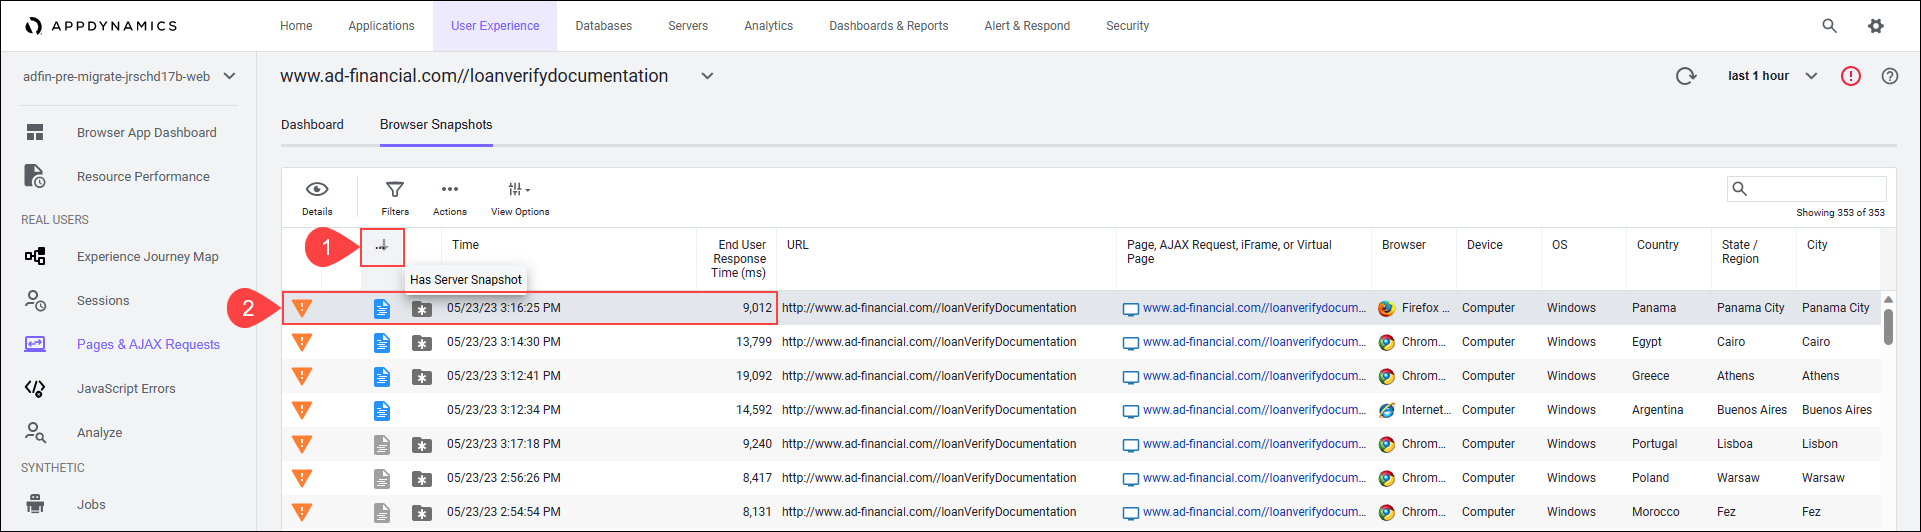 APPDYNAMICS
Home Applications User Experience Databases Servers Analytics Dashboards & Reports Alert & Respond Security
adfin-pre-migrate-jrschd17b-web
www.ad-financial.com//loanverifydocumentation
last 1 hour
Browser App Dashboard
Resource Performance
REAL USERS
Experience Journey Map
Sessions
Pages & AJAX Requests
JavaScript Errors
Analyze
SYNTHETIC
Jobs
Dashboard Browser Snapshots
Details Filters Actions View Options
Showing 353 of 353
1
... Time End User Response Time (ms) URL Page, AJAX Request, iFrame, or Virtual Page Browser Device OS Country State / Region City
Has Server Snapshot
2
05/23/23 3:16:25 PM 9,012 http://www.ad-financial.com//loanVerifyDocumentation www.ad-financial.com//loanverifydocum... Firefox ... Computer Windows Panama Panama City Panama City
05/23/23 3:14:30 PM 13,799 http://www.ad-financial.com//loanVerifyDocumentation www.ad-financial.com//loanverifydocum... Chrom... Computer Windows Egypt Cairo Cairo
05/23/23 3:12:41 PM 19,092 http://www.ad-financial.com//loanVerifyDocumentation www.ad-financial.com//loanverifydocum... Chrom... Computer Windows Greece Athens Athens
05/23/23 3:12:34 PM 14,592 http://www.ad-financial.com//loanVerifyDocumentation www.ad-financial.com//loanverifydocum... Internet... Computer Windows Argentina Buenos Aires Buenos Aires
05/23/23 3:17:18 PM 9,240 http://www.ad-financial.com//loanVerifyDocumentation www.ad-financial.com//loanverifydocum... Chrom... Computer Windows Portugal Lisboa Lisbon
05/23/23 2:56:26 PM 8,417 http://www.ad-financial.com//loanVerifyDocumentation www.ad-financial.com//loanverifydocum... Chrom... Computer Windows Poland Warsaw Warsaw
05/23/23 2:54:54 PM 8,131 http://www.ad-financial.com//loanVerifyDocumentation www.ad-financial.com//loanverifydocum... Chrom... Computer Windows Morocco Fez Fez